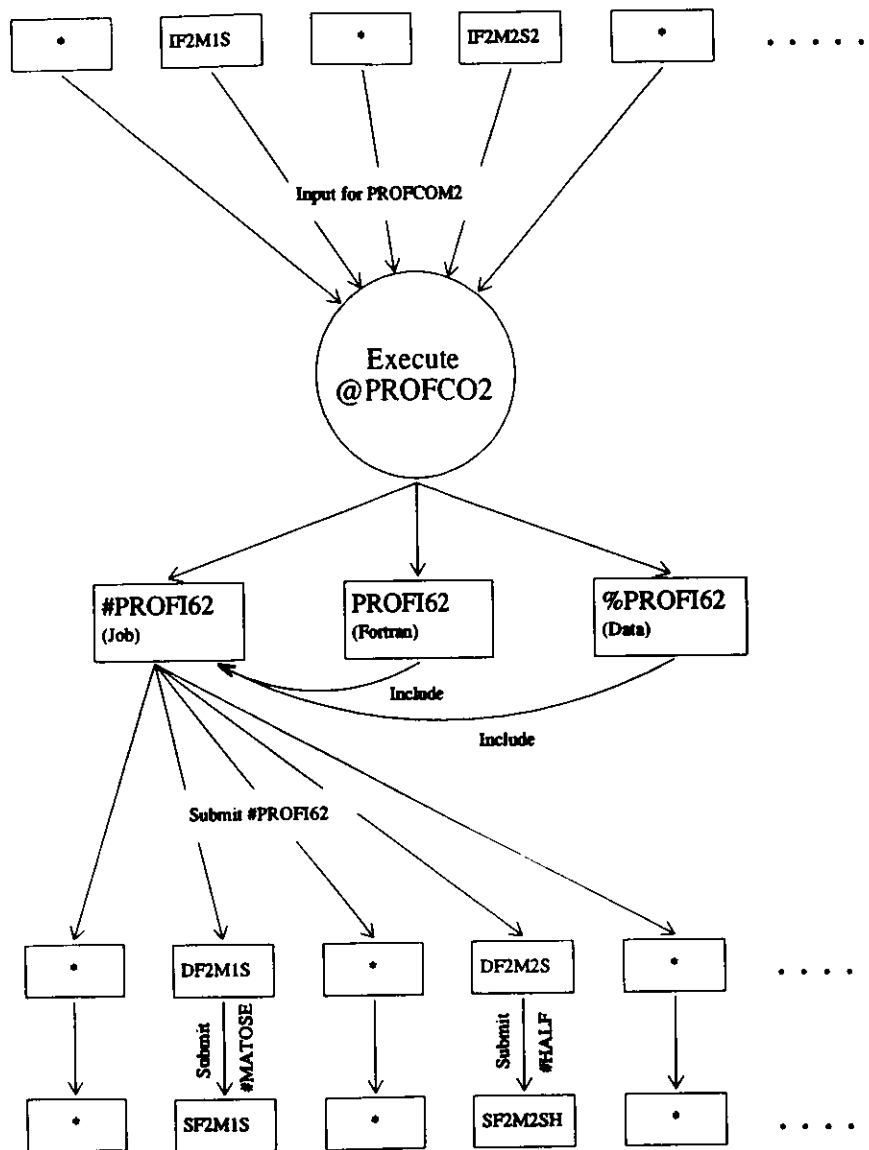 * IF2M1S * IF2M2S2 * . . . . .
Input for PROFCOM2
Execute
@PROFCO2
#PROFI62 PROFI62 %PROFI62
(Job) (Fortran) (Data)
Include
Include
Submit #PROFI62
* DF2M1S * DF2M2S * . . . .
Submit #MATOSE Submit #HALF
* SF2M1S * SF2M2SH * . . . .